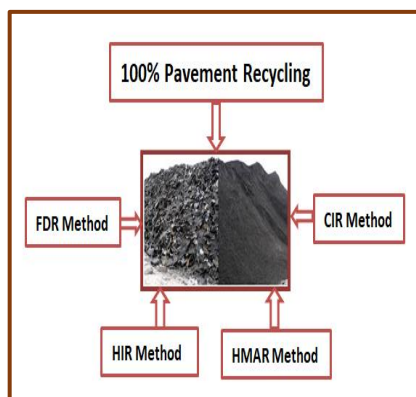 100% Pavement Recycling
FDR Method
CIR Method
HIR Method
HMAR Method